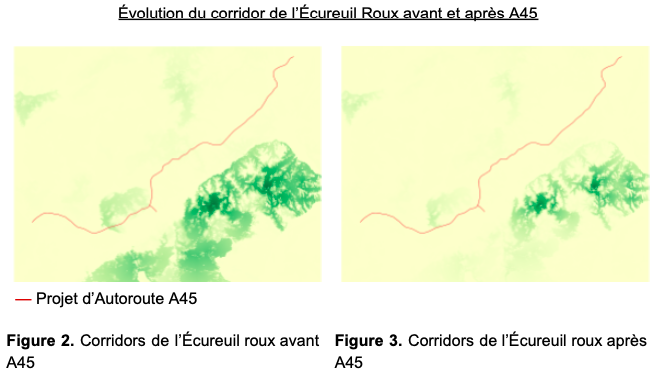 Évolution du corridor de l'Écureuil Roux avant et après A45
— Projet d'Autoroute A45
Figure 2. Corridors de l'Écureuil roux avant
A45
Figure 3. Corridors de l'Écureuil roux après
A45